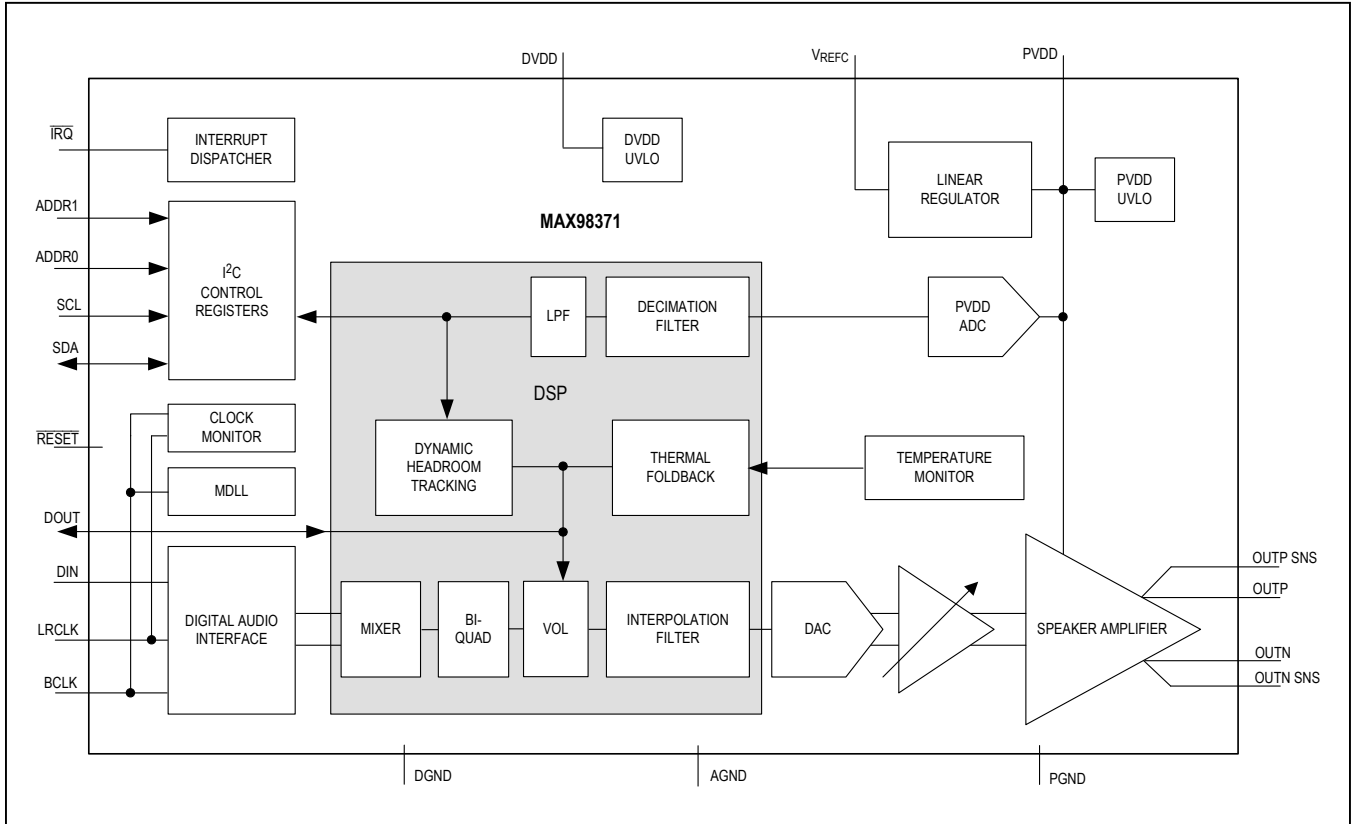 DVDD
VREFC
PVDD
IRQ
INTERRUPT
DISPATCHER
DVDD
UVLO
LINEAR
REGULATOR
PVDD
UVLO
ADDR1
ADDR0
SCL
SDA
I2C
CONTROL
REGISTERS
MAX98371
LPF
DECIMATION
FILTER
PVDD
ADC
DSP
CLOCK
MONITOR
RESET
MDLL
DYNAMIC
HEADROOM
TRACKING
THERMAL
FOLDBACK
TEMPERATURE
MONITOR
DOUT
DIN
LRCLK
BCLK
DIGITAL AUDIO
INTERFACE
MIXER
BI-
QUAD
VOL
INTERPOLATION
FILTER
DAC
SPEAKER AMPLIFIER
OUTP SNS
OUTP
OUTN
OUTN SNS
DGND
AGND
PGND